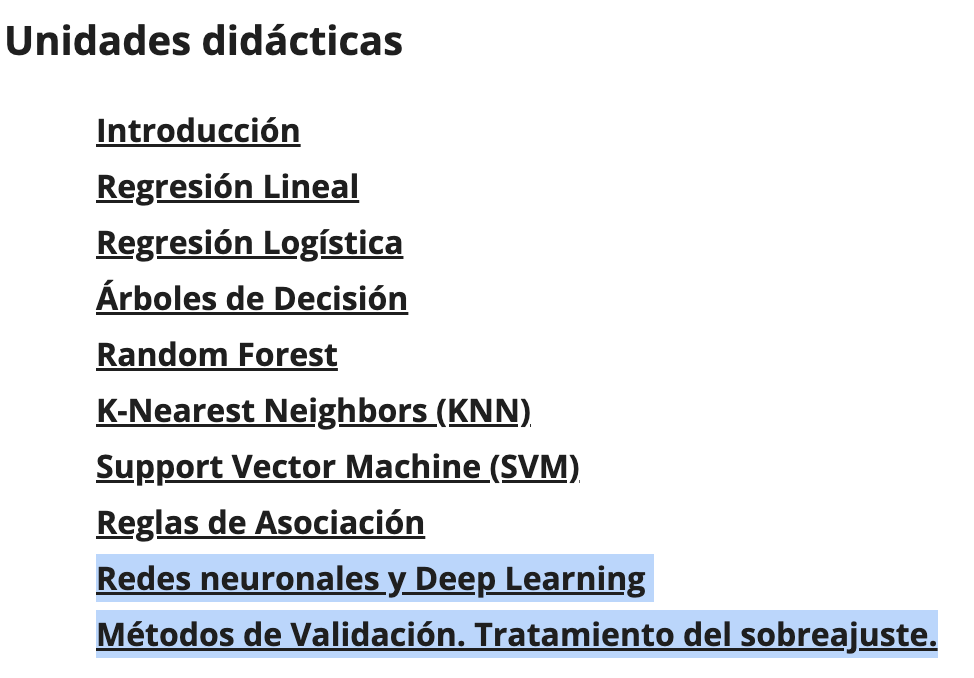 Unidades didácticas
Introducción
Regresión Lineal
Regresión Logística
Árboles de Decisión
Random Forest
K-Nearest Neighbors (KNN)
Support Vector Machine (SVM)
Reglas de Asociación
Redes neuronales y Deep Learning
Métodos de Validación. Tratamiento del sobreajuste.